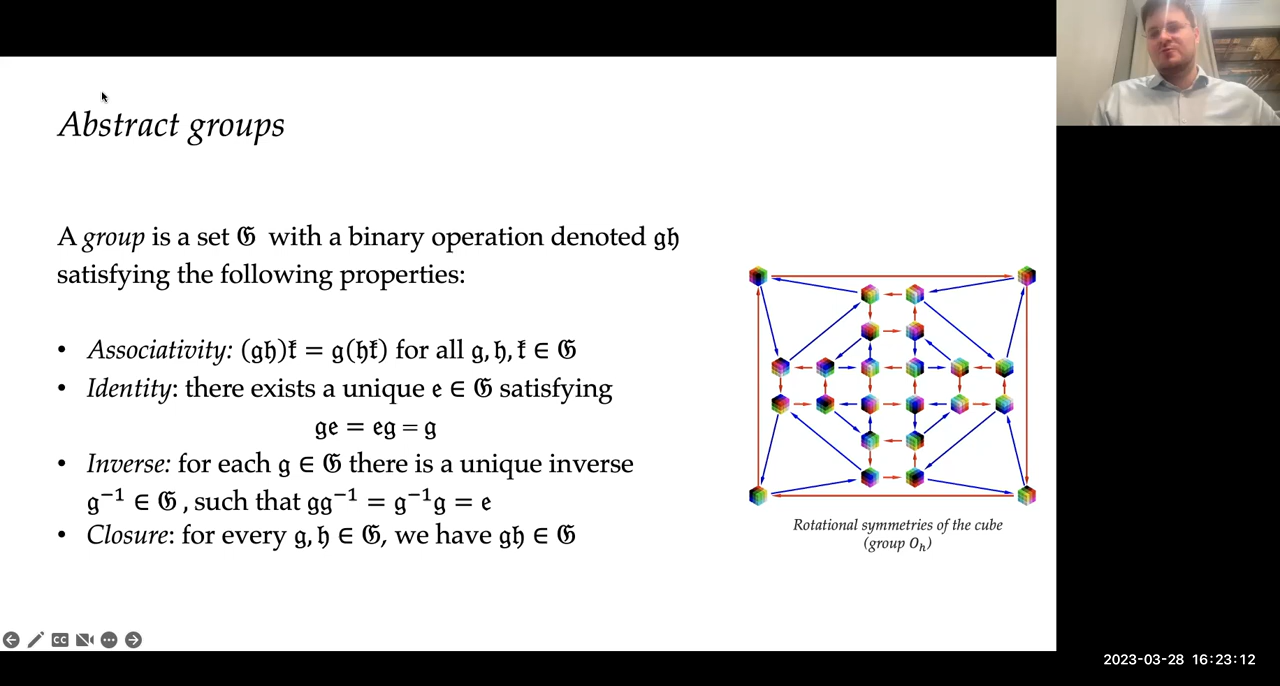 Abstract groups
A group is a set 𝔊 with a binary operation denoted 𝔤𝔥
satisfying the following properties:
• Associativity: (𝔤𝔥)𝔨 = 𝔤(𝔥𝔨) for all 𝔤, 𝔥, 𝔨 ∈ 𝔊
• Identity: there exists a unique 𝔢 ∈ 𝔊 satisfying
𝔤𝔢 = 𝔢𝔤 = 𝔤
• Inverse: for each 𝔤 ∈ 𝔊 there is a unique inverse
𝔤⁻¹ ∈ 𝔊 , such that 𝔤𝔤⁻¹ = 𝔤⁻¹𝔤 = 𝔢
• Closure: for every 𝔤, 𝔥 ∈ 𝔊, we have 𝔤𝔥 ∈ 𝔊
Rotational symmetries of the cube
(group Oₕ)
CC
2023-03-28 16:23:12